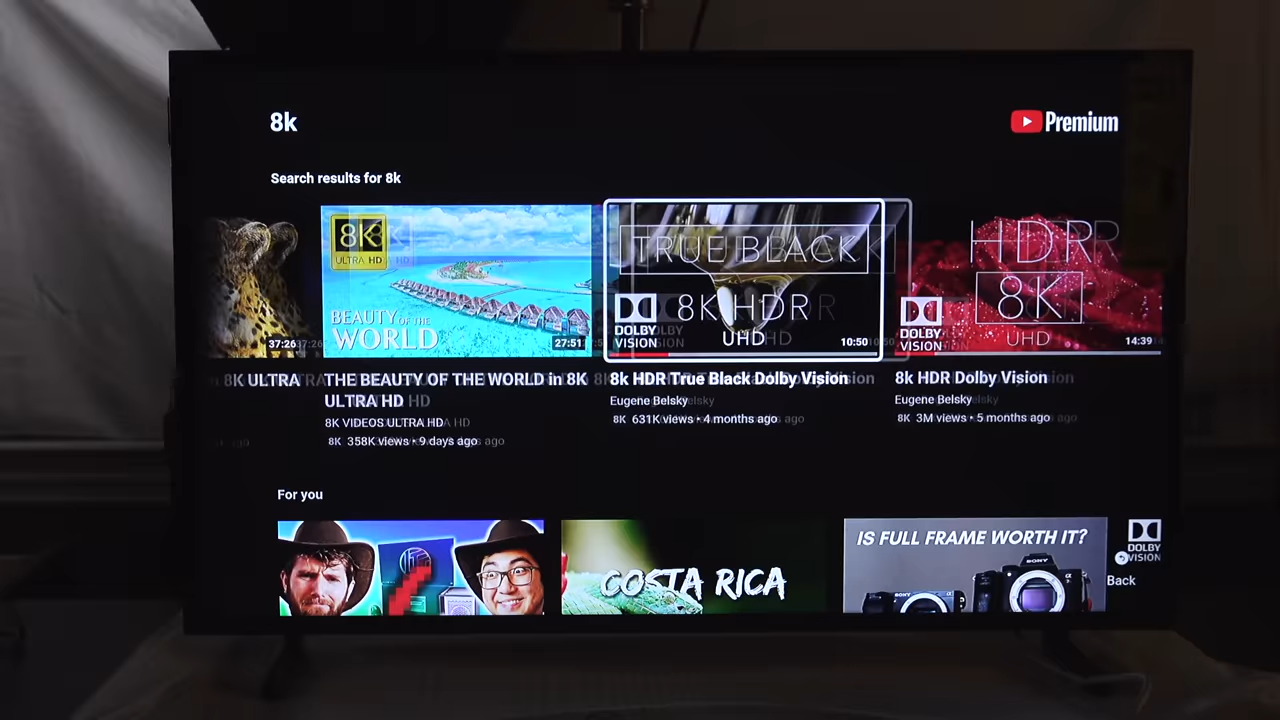 8k
Premium
Search results for 8k
8K
ULTRA HD
BEAUTY OF THE
WORLD
TRUE BLACK
8K HDR
UHD
DOLBY
VISION
HDR
8K
UHD
DOLBY
VISION
37:26
27:51
10:50
14:39
8K ULTRA
THE BEAUTY OF THE WORLD in 8K
ULTRA HD
8K VIDEOS ULTRA HD
8K 358K views • 9 days ago
8k HDR True Black Dolby Vision
Eugene Belsky
8K 631K views • 4 months ago
8k HDR Dolby Vision
Eugene Belsky
8K 3M views • 5 months ago
For you
COSTA RICA
IS FULL FRAME WORTH IT?
SONY
SONY
DOLBY
VISION
Back